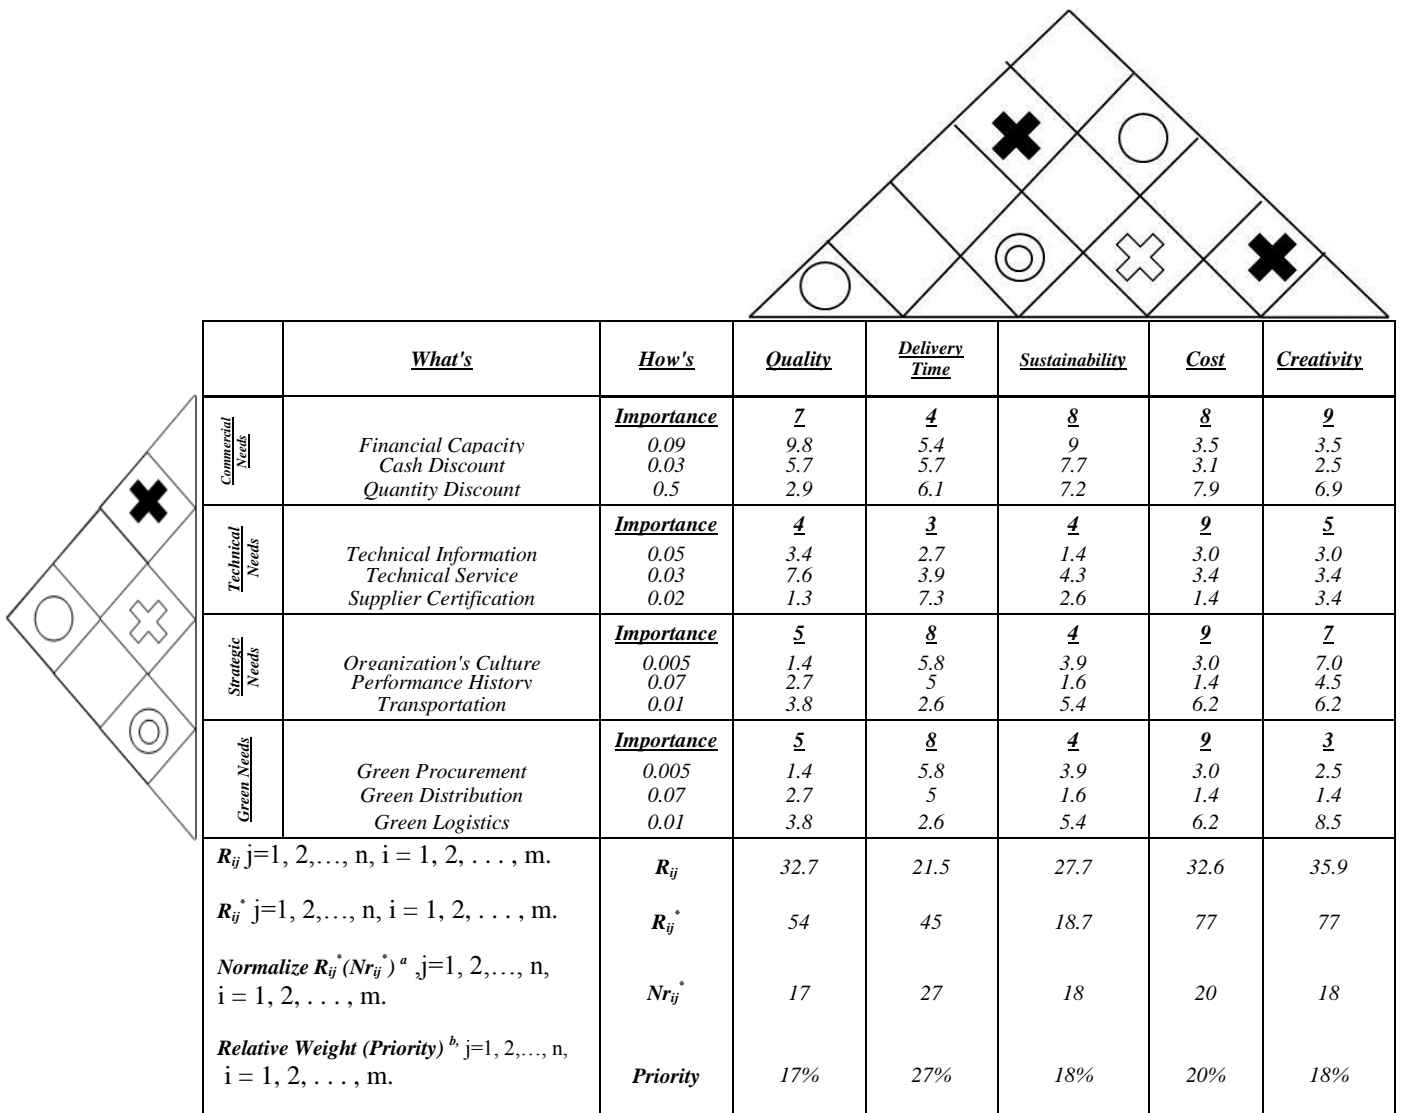 What's How's Quality Delivery Time Sustainability Cost Creativity
Commercial Needs
Importance 7 4 8 8 9
Financial Capacity 0.09 9.8 5.4 9 3.5 3.5
Cash Discount 0.03 5.7 5.7 7.7 3.1 2.5
Quantity Discount 0.5 2.9 6.1 7.2 7.9 6.9
Technical Needs
Importance 4 3 4 9 5
Technical Information 0.05 3.4 2.7 1.4 3.0 3.0
Technical Service 0.03 7.6 3.9 4.3 3.4 3.4
Supplier Certification 0.02 1.3 7.3 2.6 1.4 3.4
Strategic Needs
Importance 5 8 4 9 7
Organization's Culture 0.005 1.4 5.8 3.9 3.0 7.0
Performance History 0.07 2.7 5 1.6 1.4 4.5
Transportation 0.01 3.8 2.6 5.4 6.2 6.2
Green Needs
Importance 5 8 4 9 3
Green Procurement 0.005 1.4 5.8 3.9 3.0 2.5
Green Distribution 0.07 2.7 5 1.6 1.4 1.4
Green Logistics 0.01 3.8 2.6 5.4 6.2 8.5
Rij j=1, 2,…, n, i = 1, 2, . . . , m. Rij 32.7 21.5 27.7 32.6 35.9
Rij* j=1, 2,…, n, i = 1, 2, . . . , m. Rij* 54 45 18.7 77 77
Normalize Rij*(Nrij*) a ,j=1, 2,…, n,
i = 1, 2, . . . , m. Nrij* 17 27 18 20 18
Relative Weight (Priority) b, j=1, 2,…, n,
i = 1, 2, . . . , m. Priority 17% 27% 18% 20% 18%